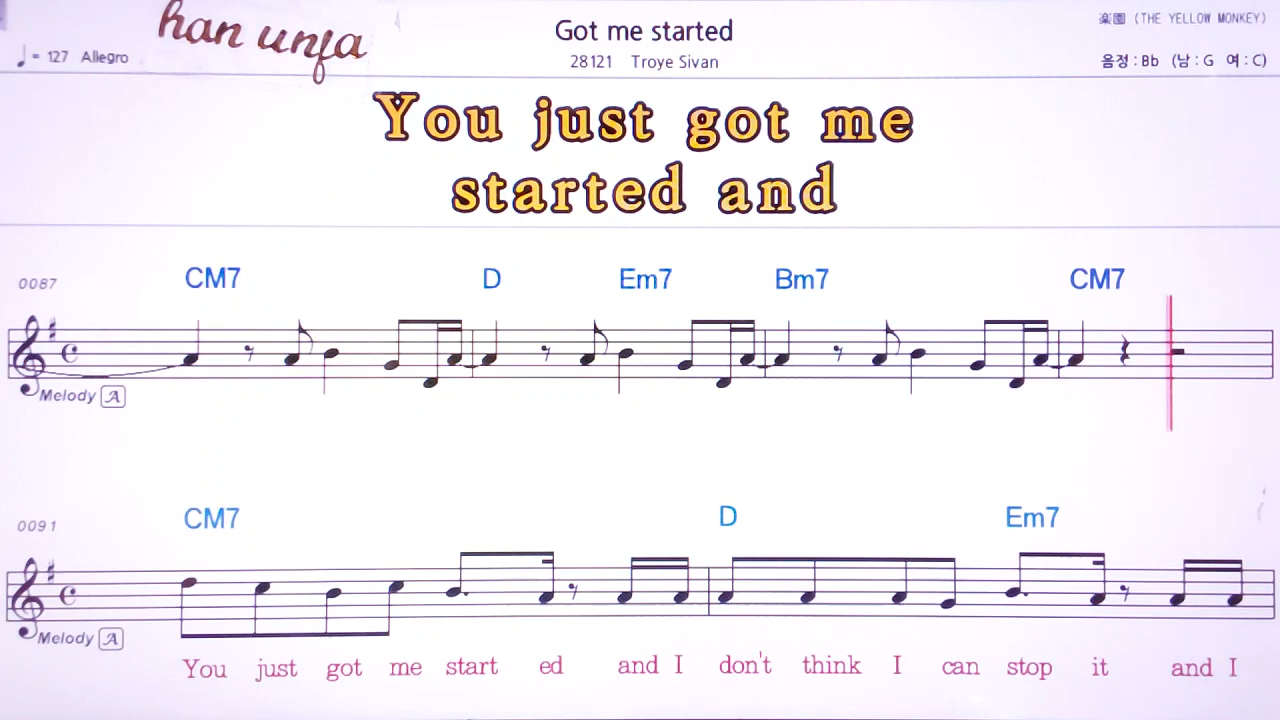 han unfa
Got me started
楽園 (THE YELLOW MONKEY)
♩= 127 Allegro
28121 Troye Sivan
음정 : Bb (남 : G 여 : C)
You just got me
started and
0087
CM7 D Em7 Bm7 CM7
Melody A
0091
CM7 D Em7
Melody A
You just got me start ed and I don't think I can stop it and I